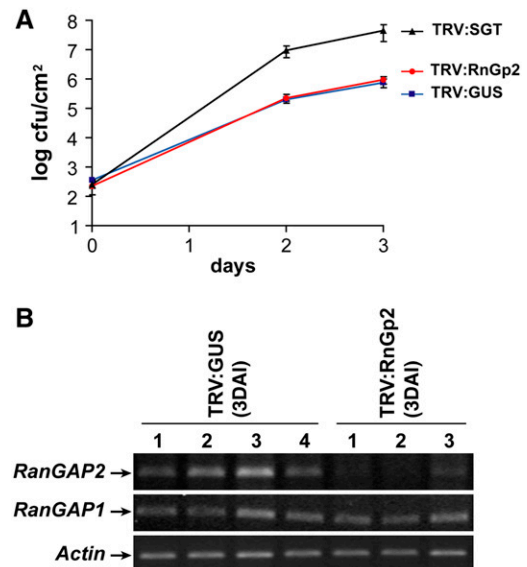 A
8
7
6
5
4
3
2
1
log cfu/cm²
0
1
2
3
days
TRV:SGT
TRV:RnGp2
TRV:GUS
B
TRV:GUS
(3DAI)
TRV:RnGp2
(3DAI)
1 2 3 4 1 2 3
RanGAP2
RanGAP1
Actin